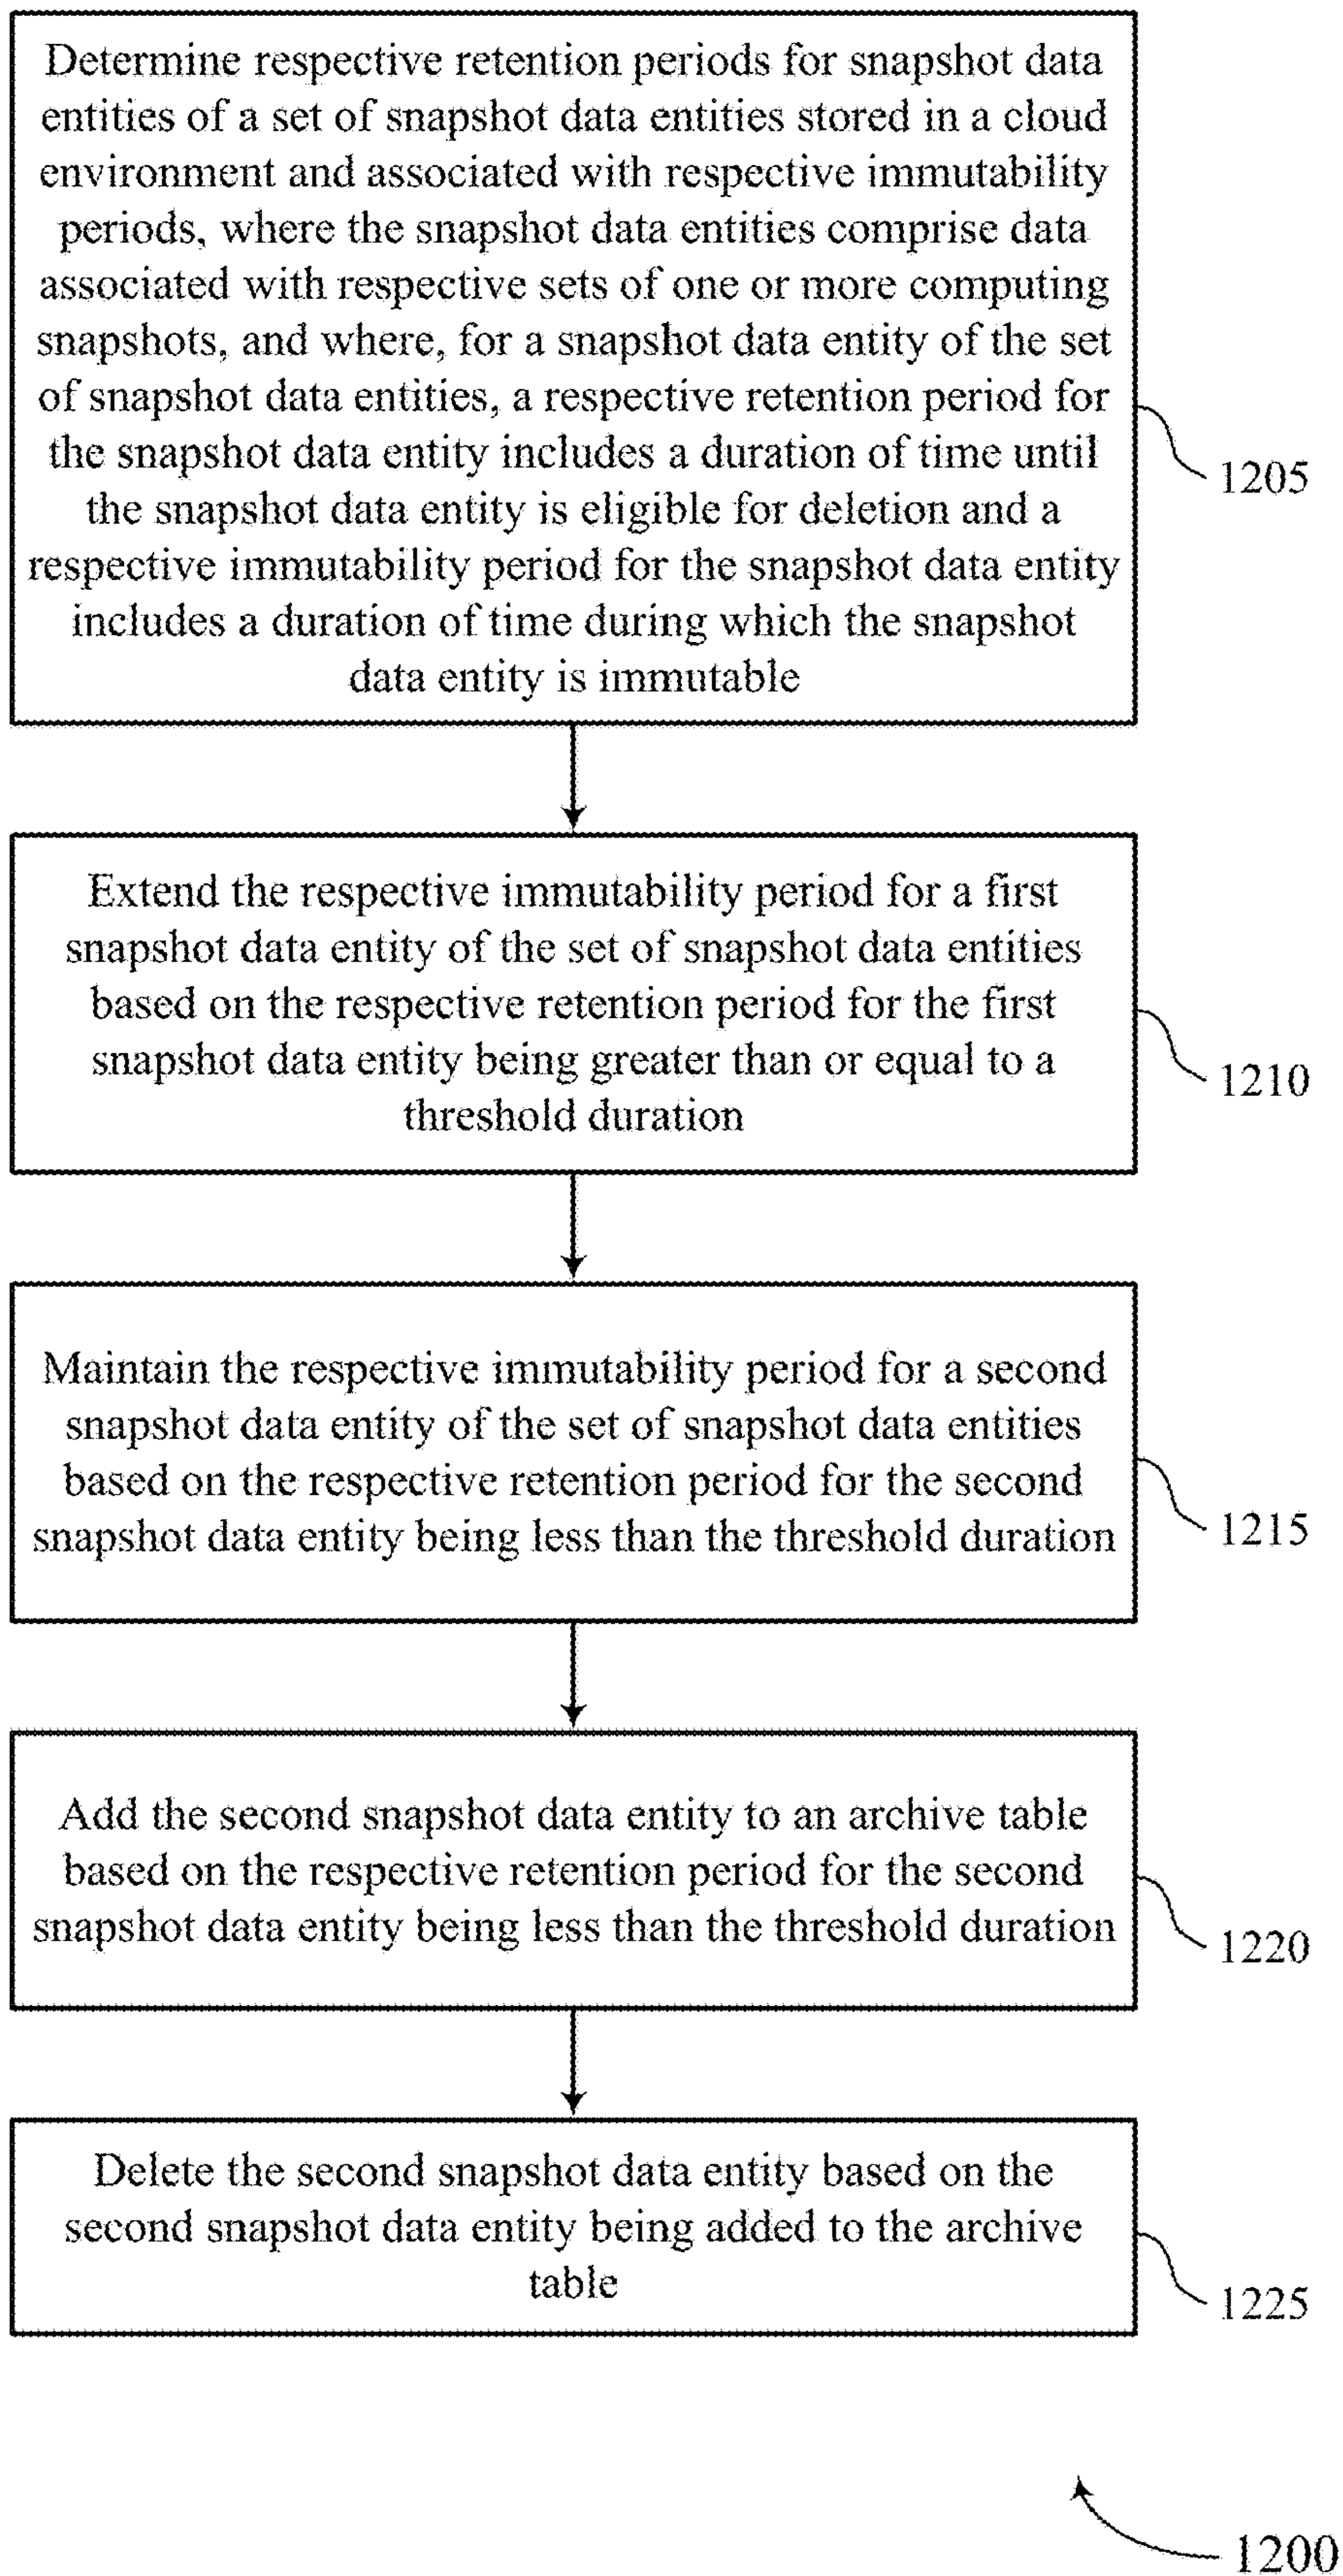 Determine respective retention periods for snapshot data
entities of a set of snapshot data entities stored in a cloud
environment and associated with respective immutability
periods, where the snapshot data entities comprise data
associated with respective sets of one or more computing
snapshots, and where, for a snapshot data entity of the set
of snapshot data entities, a respective retention period for
the snapshot data entity includes a duration of time until
the snapshot data entity is eligible for deletion and a
respective immutability period for the snapshot data entity
includes a duration of time during which the snapshot
data entity is immutable
1205
Extend the respective immutability period for a first
snapshot data entity of the set of snapshot data entities
based on the respective retention period for the first
snapshot data entity being greater than or equal to a
threshold duration
1210
Maintain the respective immutability period for a second
snapshot data entity of the set of snapshot data entities
based on the respective retention period for the second
snapshot data entity being less than the threshold duration
1215
Add the second snapshot data entity to an archive table
based on the respective retention period for the second
snapshot data entity being less than the threshold duration
1220
Delete the second snapshot data entity based on the
second snapshot data entity being added to the archive
table
1225
1200